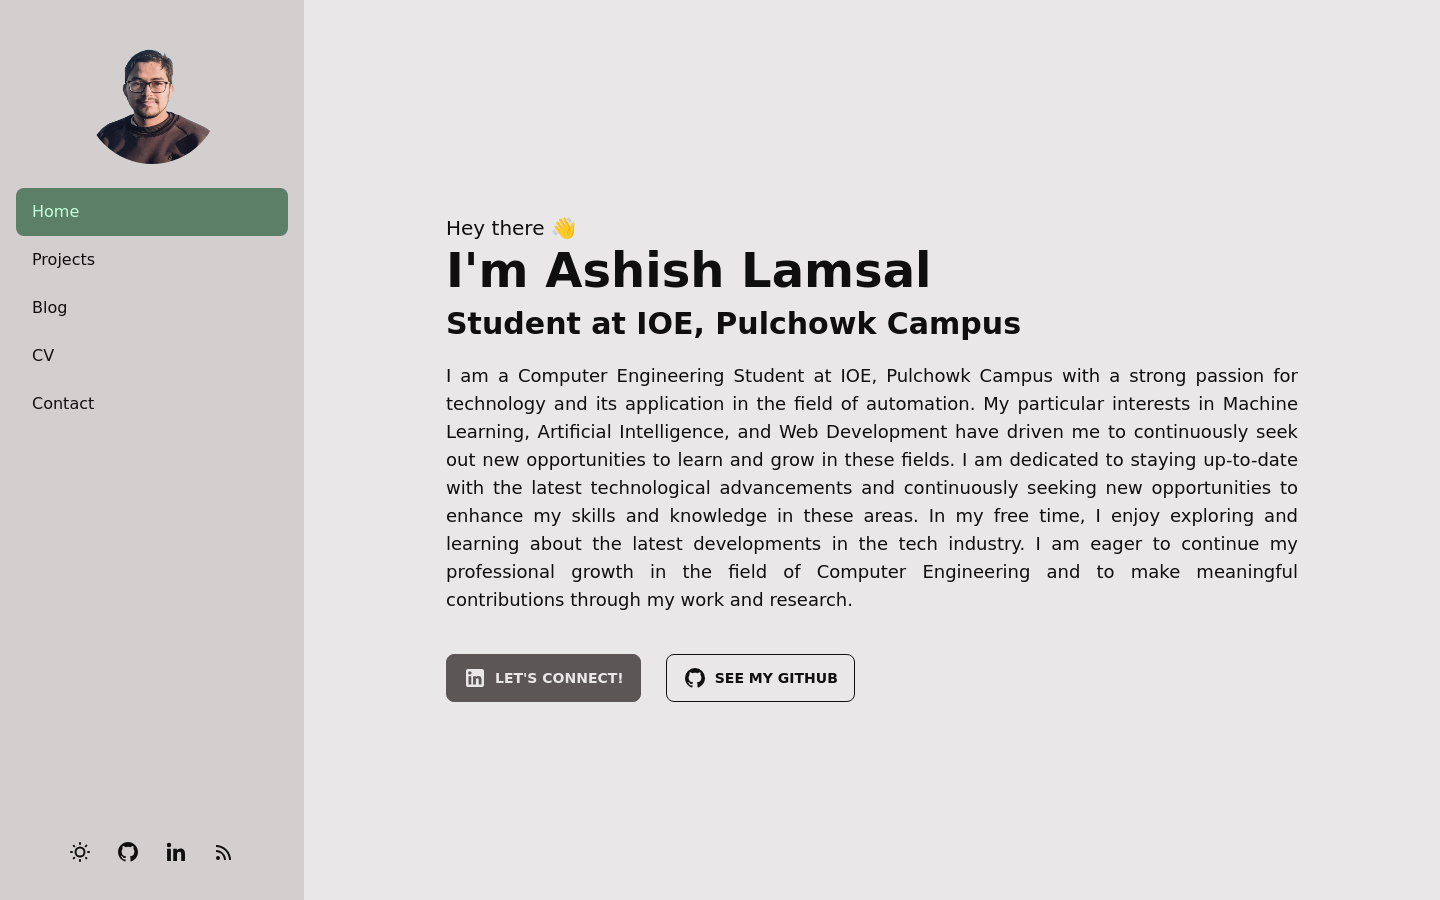 Home
Projects
Blog
CV
Contact
Hey there 👋
I'm Ashish Lamsal
Student at IOE, Pulchowk Campus
I am a Computer Engineering Student at IOE, Pulchowk Campus with a strong passion for
technology and its application in the field of automation. My particular interests in Machine
Learning, Artificial Intelligence, and Web Development have driven me to continuously seek
out new opportunities to learn and grow in these fields. I am dedicated to staying up-to-date
with the latest technological advancements and continuously seeking new opportunities to
enhance my skills and knowledge in these areas. In my free time, I enjoy exploring and
learning about the latest developments in the tech industry. I am eager to continue my
professional growth in the field of Computer Engineering and to make meaningful
contributions through my work and research.
LET'S CONNECT!
SEE MY GITHUB